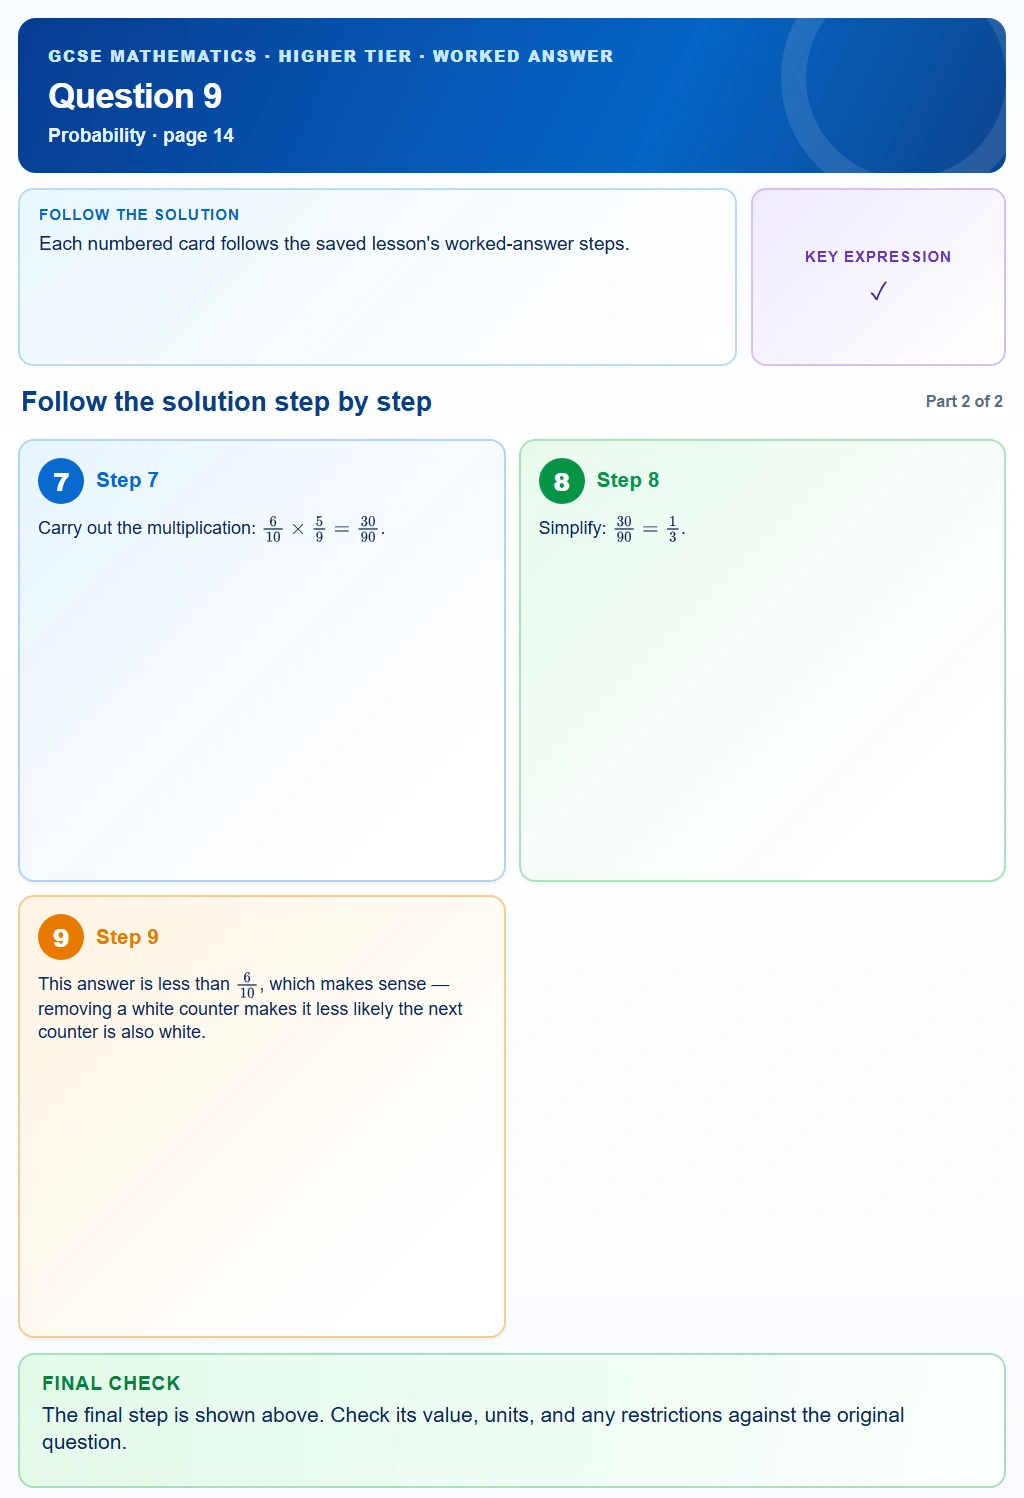 GCSE MATHEMATICS · HIGHER TIER · WORKED ANSWER
Question 9
Probability · page 14
FOLLOW THE SOLUTION
Each numbered card follows the saved lesson's worked-answer steps.
KEY EXPRESSION
✓
Follow the solution step by step
Part 2 of 2
7 Step 7
Carry out the multiplication: 6/10 × 5/9 = 30/90.
8 Step 8
Simplify: 30/90 = 1/3.
9 Step 9
This answer is less than 6/10, which makes sense —
removing a white counter makes it less likely the next
counter is also white.
FINAL CHECK
The final step is shown above. Check its value, units, and any restrictions against the original
question.